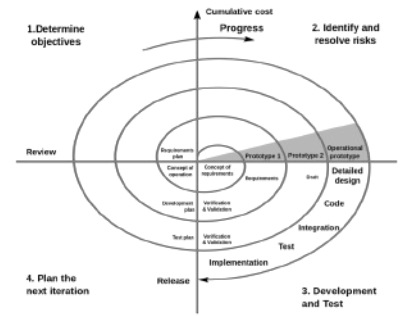 Cumulative cost
1.Determine
objectives
Progress
2. Identify and
resolve risks
Review
Requirements
plan
Concept of
operation
Concept of
requirements
Prototype 1
Prototype 2
Operational
prototype
Requirements
Draft
Detailed
design
Development
plan
Verification
& Validation
Code
Integration
Test plan
Verification
& Validation
Test
Implementation
Release
4. Plan the
next iteration
3. Development
and Test